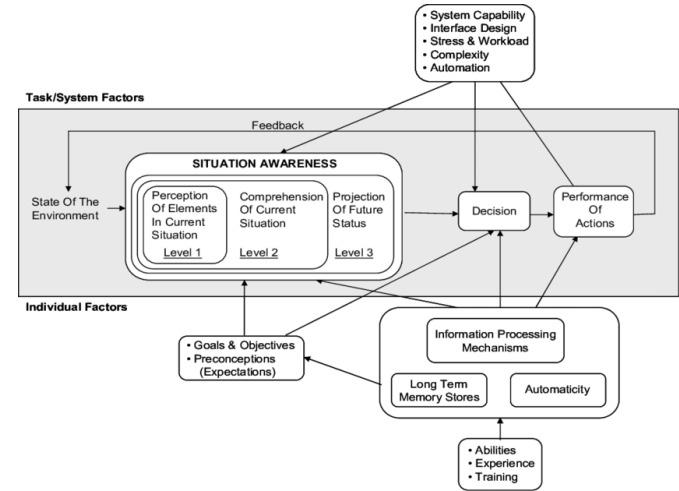 • System Capability
• Interface Design
• Stress & Workload
• Complexity
• Automation
Task/System Factors
Feedback
SITUATION AWARENESS
State Of The
Environment
Perception
Of Elements
In Current
Situation
Level 1
Comprehension
Of Current
Situation
Level 2
Projection
Of Future
Status
Level 3
Decision
Performance
Of
Actions
Individual Factors
• Goals & Objectives
• Preconceptions
(Expectations)
Information Processing
Mechanisms
Long Term
Memory Stores
Automaticity
• Abilities
• Experience
• Training